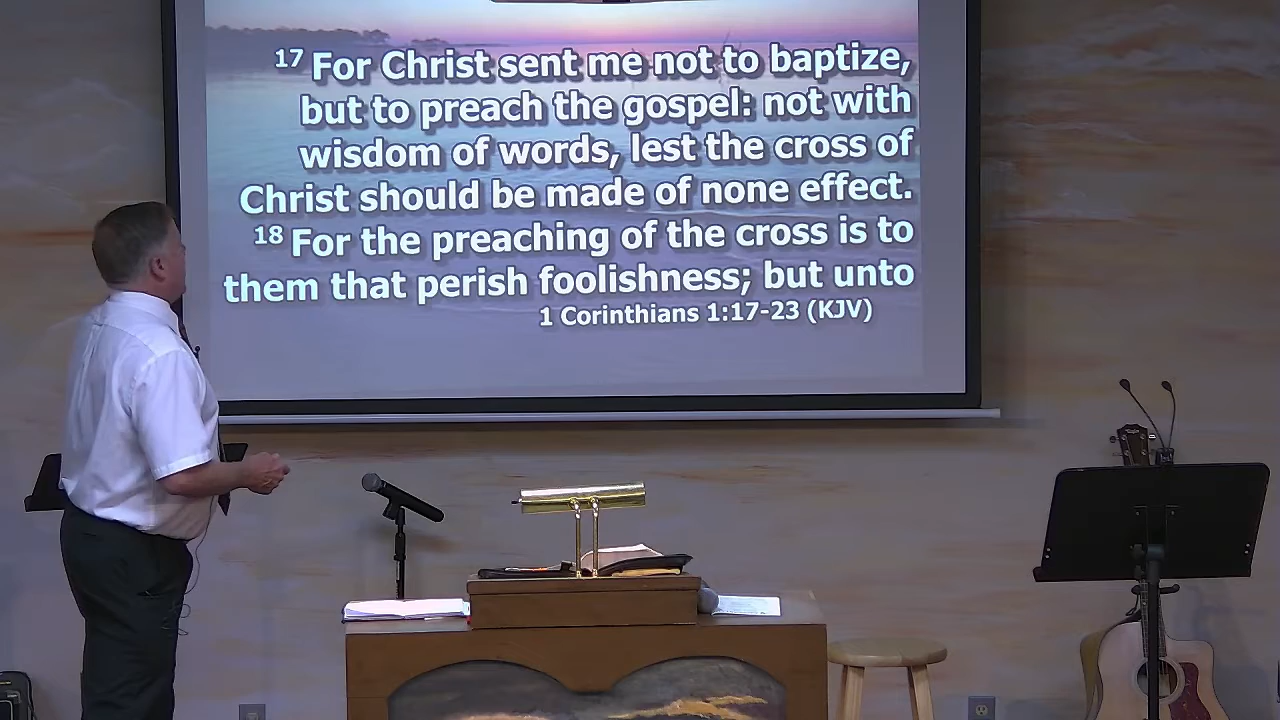 17 For Christ sent me not to baptize,
but to preach the gospel: not with
wisdom of words, lest the cross of
Christ should be made of none effect.
18 For the preaching of the cross is to
them that perish foolishness; but unto
1 Corinthians 1:17-23 (KJV)